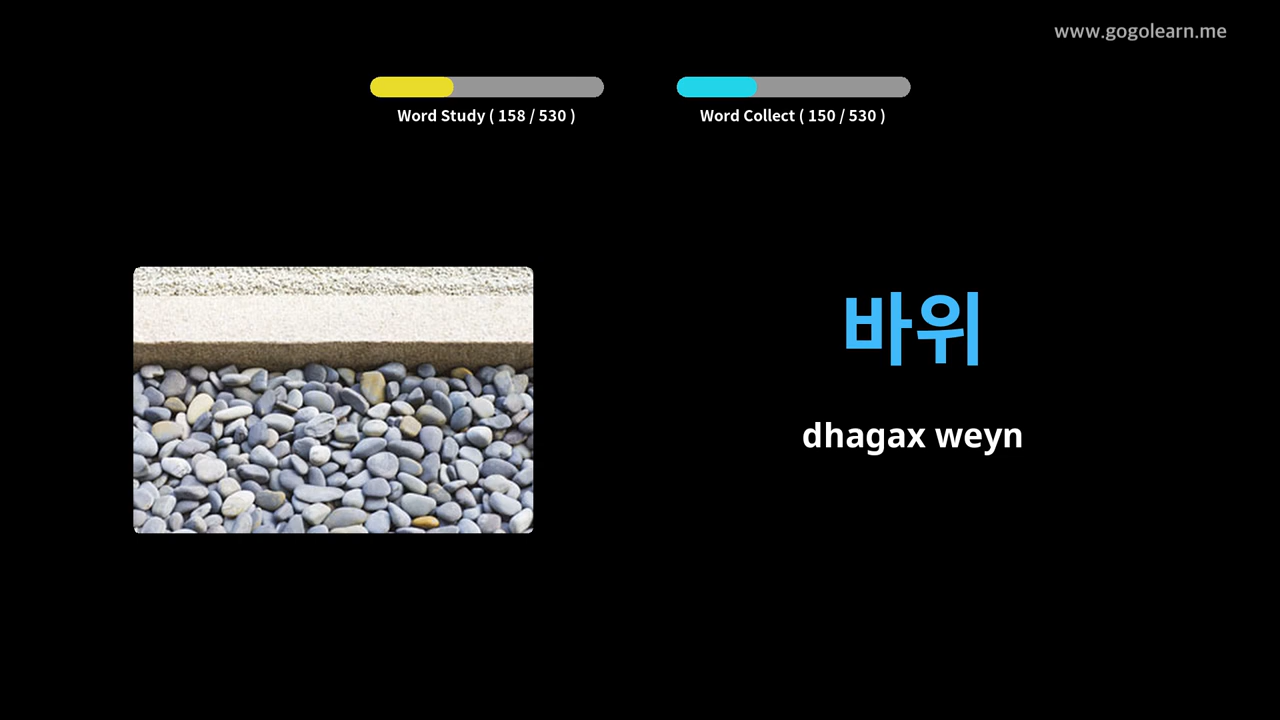 www.gogolearn.me
Word Study ( 158 / 530 )
Word Collect ( 150 / 530 )
바위
dhagax weyn